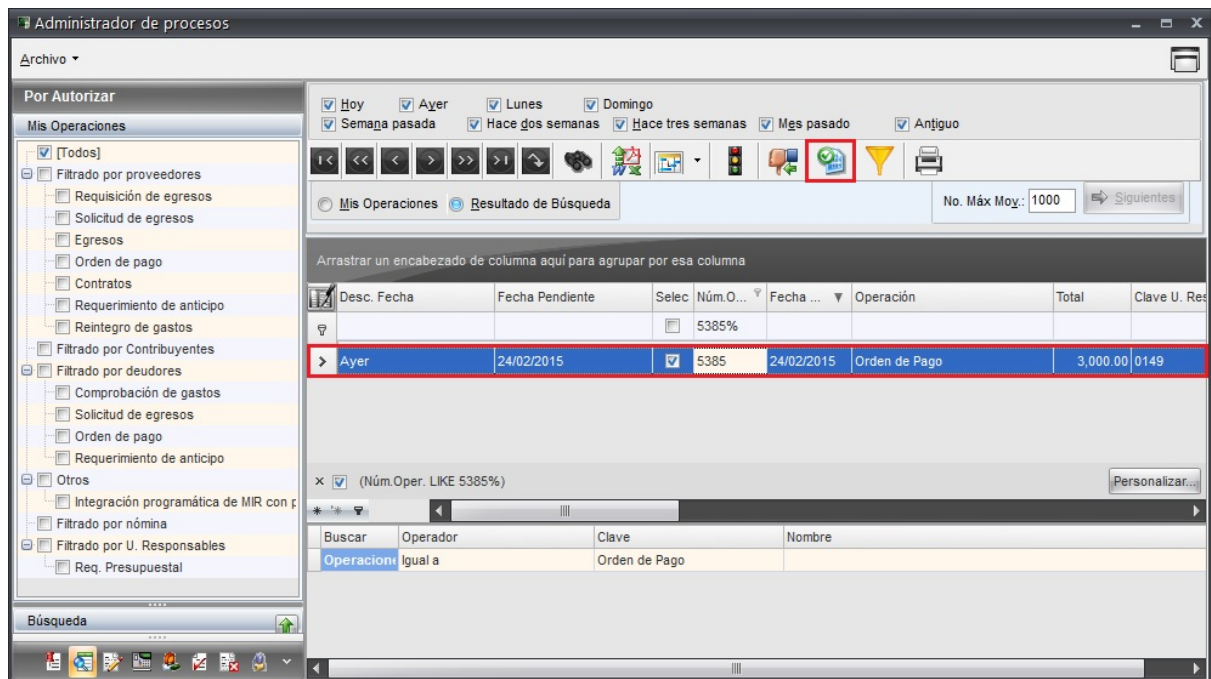 Administrador de procesos
Archivo
Por Autorizar
Mis Operaciones
[Todos]
Filtrado por proveedores
Requisición de egresos
Solicitud de egresos
Egresos
Orden de pago
Contratos
Requerimiento de anticipo
Reintegro de gastos
Filtrado por Contribuyentes
Filtrado por deudores
Comprobación de gastos
Solicitud de egresos
Orden de pago
Requerimiento de anticipo
Otros
Integración programática de MIR con p
Filtrado por nómina
Filtrado por U. Responsables
Req. Presupuestal
Búsqueda
Hoy Ayer Lunes Domingo
Semana pasada Hace dos semanas Hace tres semanas Mes pasado Antiguo
Mis Operaciones Resultado de Búsqueda No. Máx Mov.: 1000 Siguientes
Arrastrar un encabezado de columna aquí para agrupar por esa columna
Desc. Fecha Fecha Pendiente Selec Núm.O... Fecha ... Operación Total Clave U. Res
5385%
Ayer 24/02/2015 5385 24/02/2015 Orden de Pago 3,000.00 0149
(Núm.Oper. LIKE 5385%) Personalizar...
Buscar Operador Clave Nombre
Operacione Igual a Orden de Pago